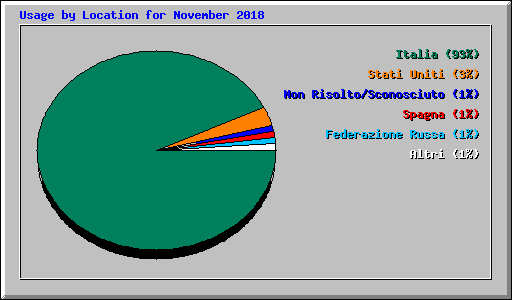 Usage by Location for November 2018
Italia (93%)
Stati Uniti (3%)
Non Risolto/Sconosciuto (1%)
Spagna (1%)
Federazione Russa (1%)
Altri (1%)